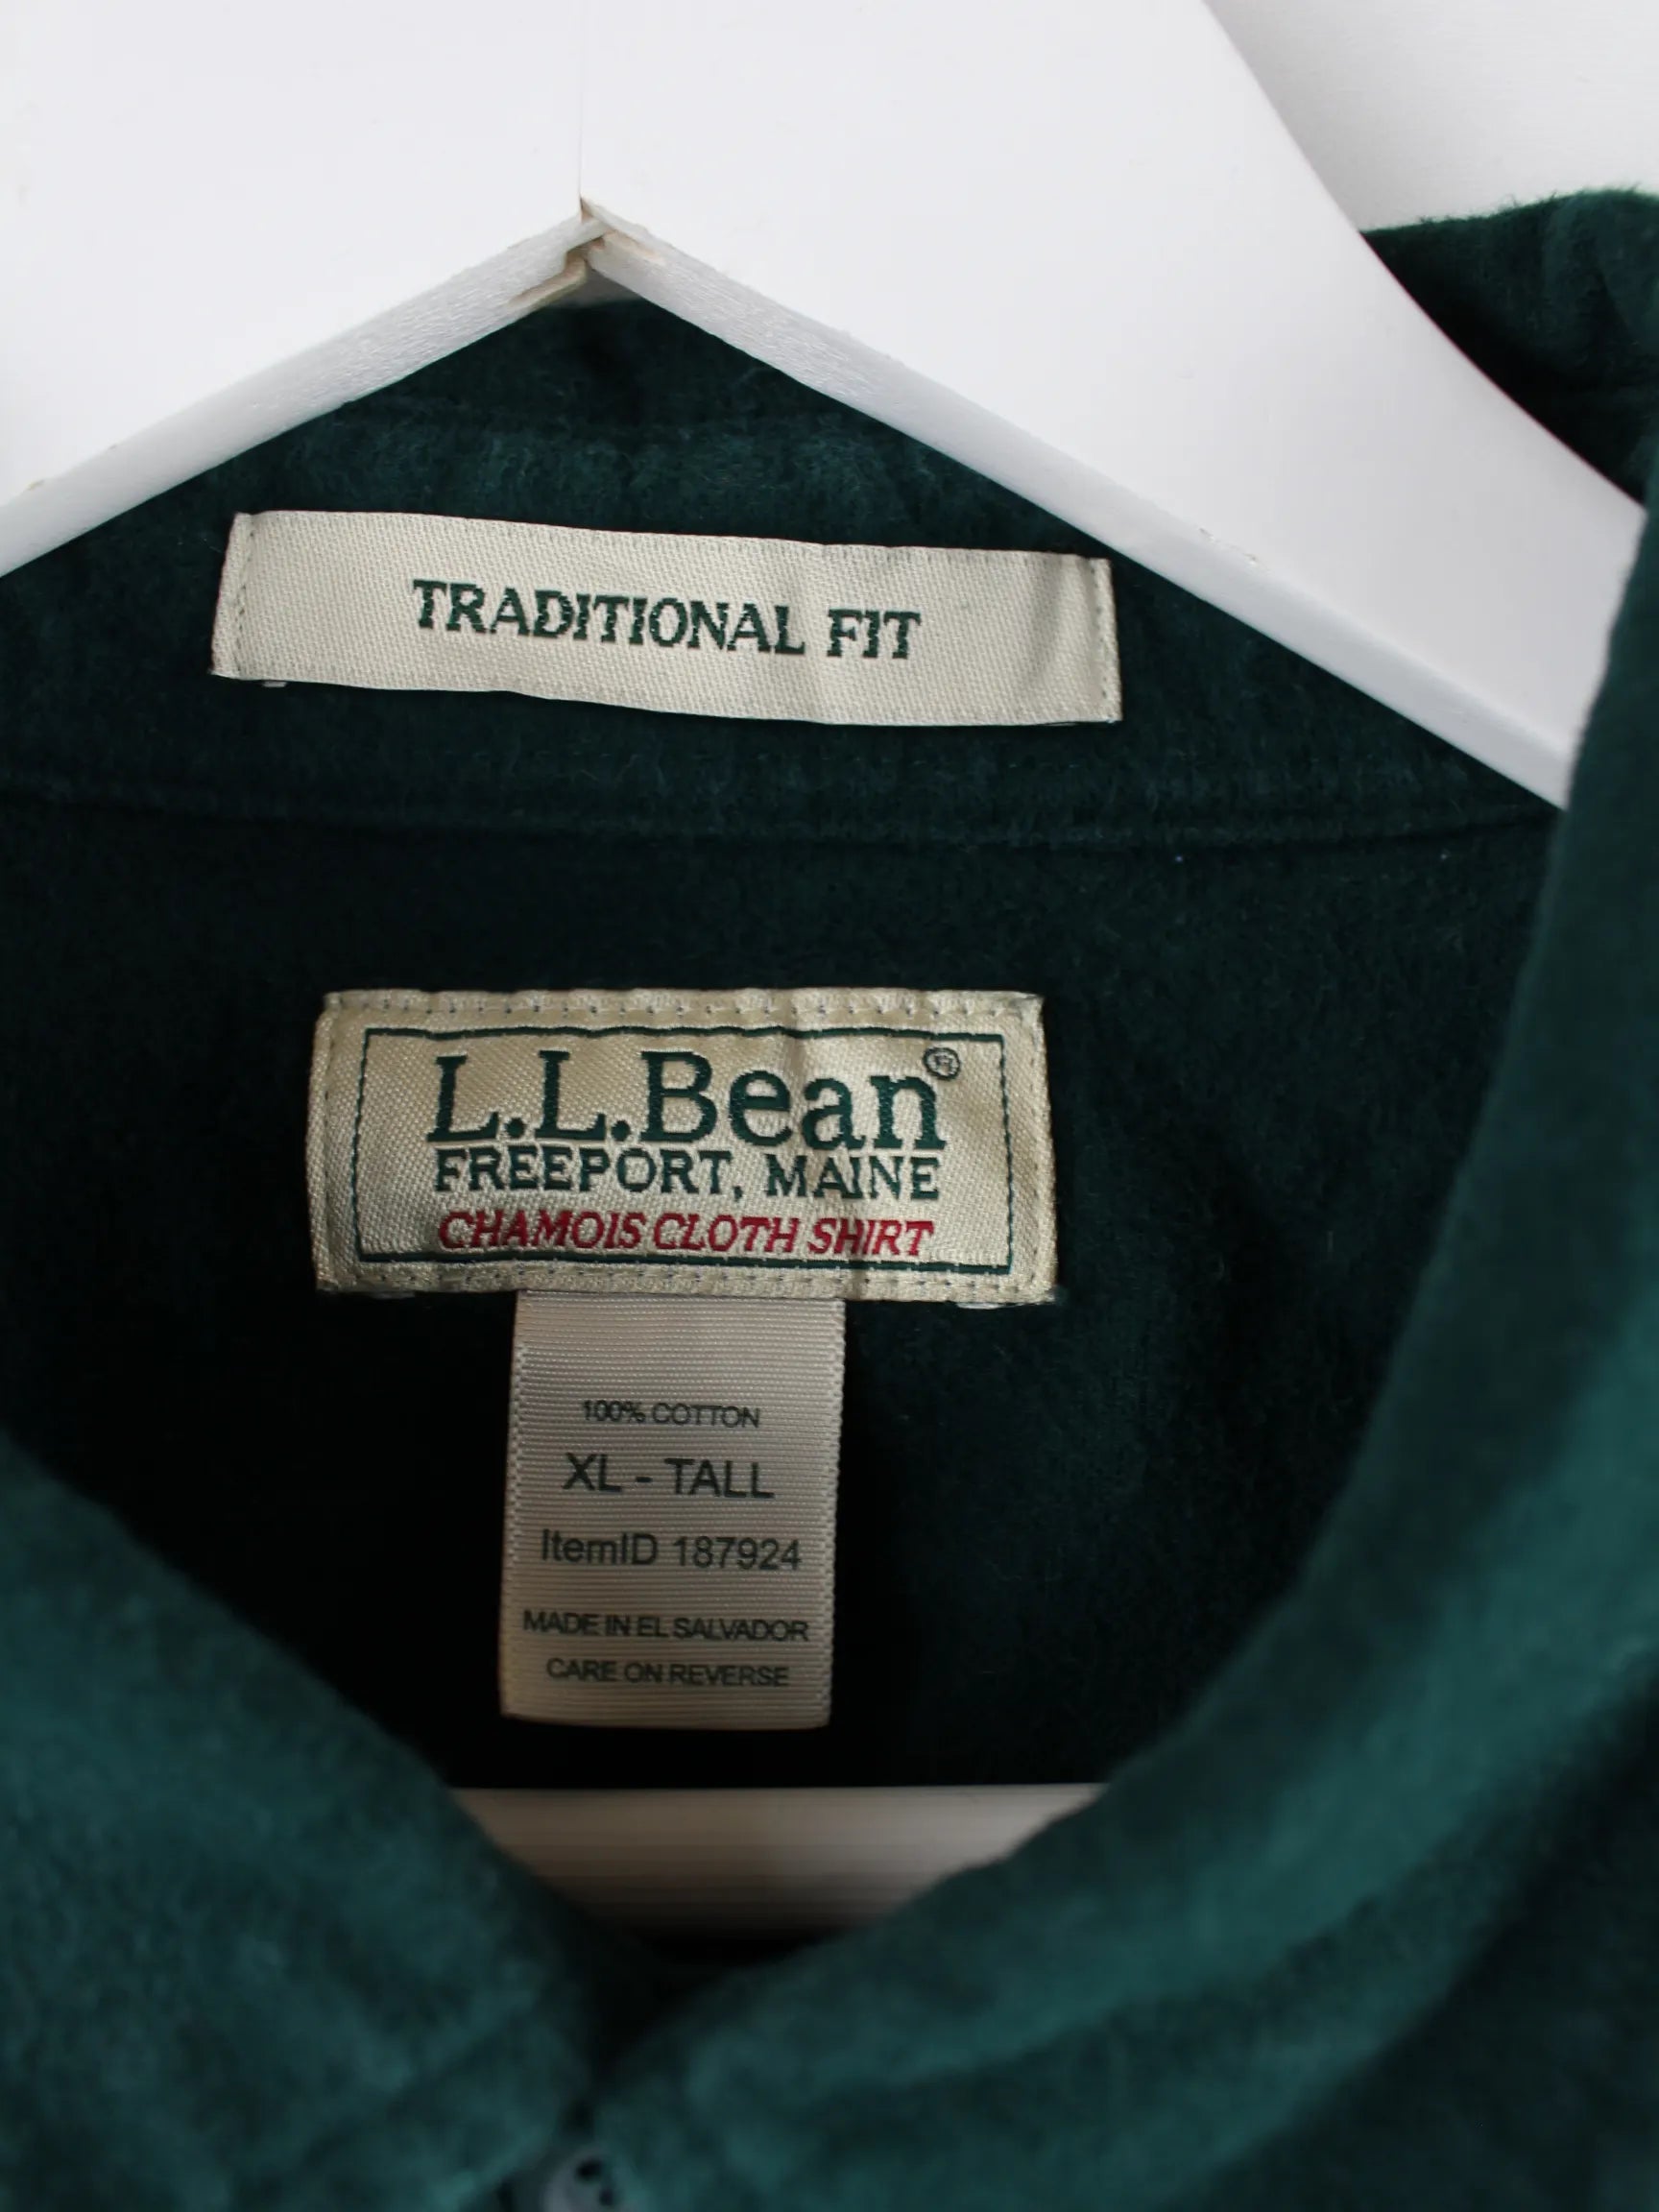 TRADITIONAL FIT
L.L.Bean®
FREEPORT, MAINE
CHAMOIS CLOTH SHIRT
100% COTTON
XL - TALL
ItemID 187924
MADE IN EL SALVADOR
CARE ON REVERSE